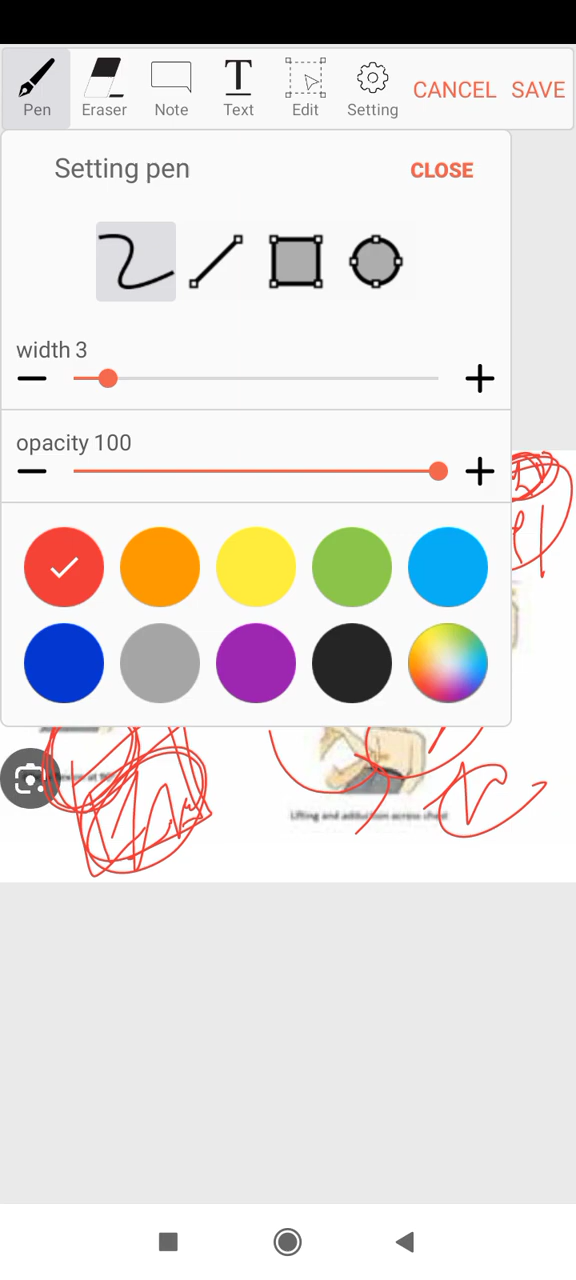 Pen Eraser Note Text Edit Setting CANCEL SAVE
Setting pen CLOSE
width 3
opacity 100
Lifting and adduction across chest